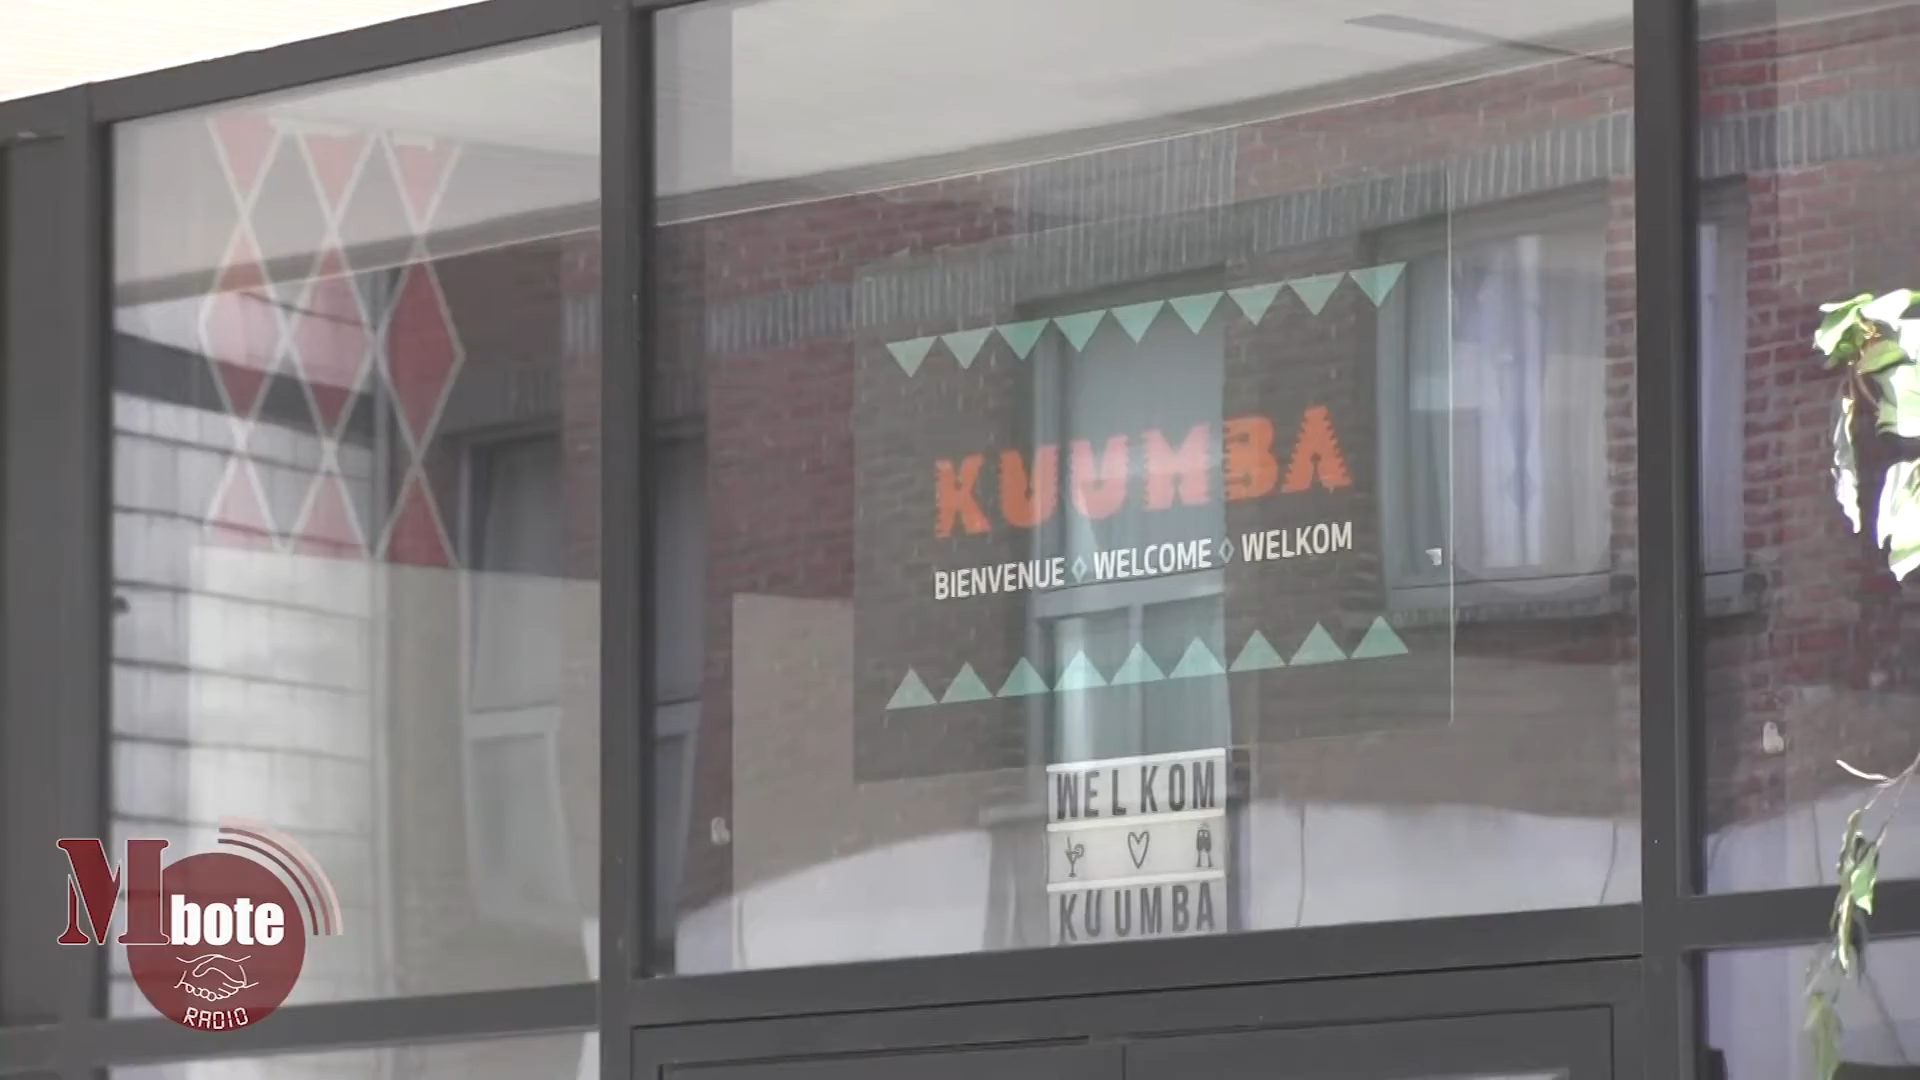 KUUMBA
BIENVENUE ◊ WELCOME ◊ WELKOM
WELKOM
KUUMBA
Mbote
RADIO